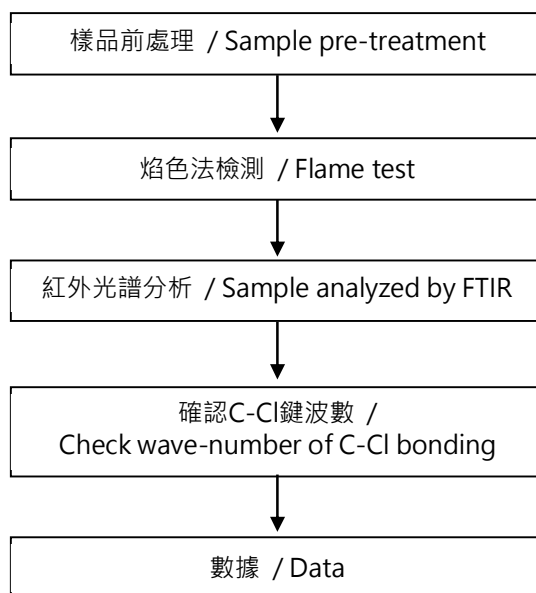 樣品前處理 / Sample pre-treatment
焰色法檢測 / Flame test
紅外光譜分析 / Sample analyzed by FTIR
確認C-Cl鍵波數 /
Check wave-number of C-Cl bonding
數據 / Data